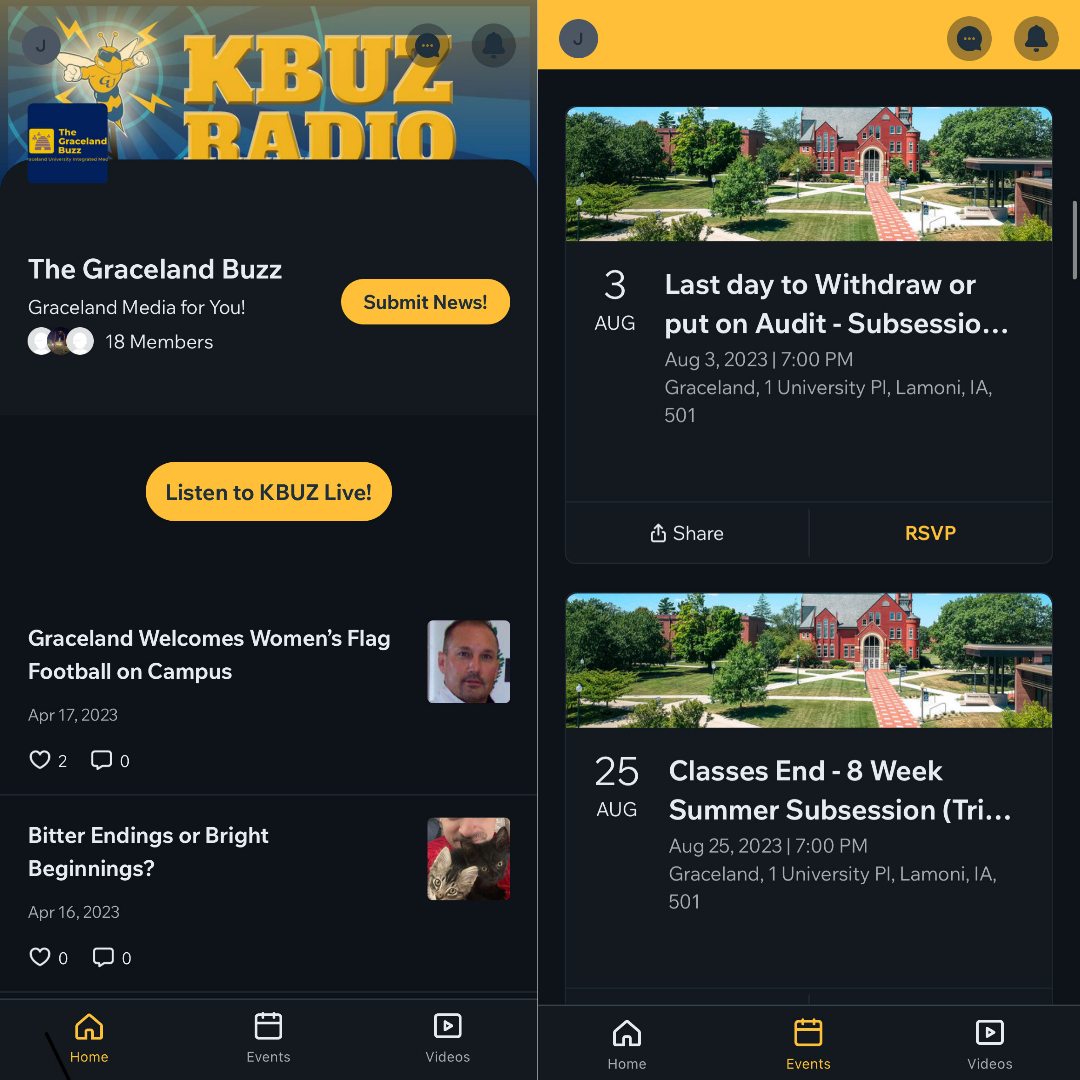 J
KBUZ
RADIO
GU
The
Graceland
Buzz
The Graceland Buzz
Graceland Media for You!
18 Members
Submit News!
Listen to KBUZ Live!
Graceland Welcomes Women's Flag
Football on Campus
Apr 17, 2023
2 0
Bitter Endings or Bright
Beginnings?
Apr 16, 2023
0 0
Home Events Videos
J
3
AUG
Last day to Withdraw or
put on Audit - Subsessio...
Aug 3, 2023 | 7:00 PM
Graceland, 1 University Pl, Lamoni, IA,
501
Share RSVP
25
AUG
Classes End - 8 Week
Summer Subsession (Tri...
Aug 25, 2023 | 7:00 PM
Graceland, 1 University Pl, Lamoni, IA,
501
Home Events Videos